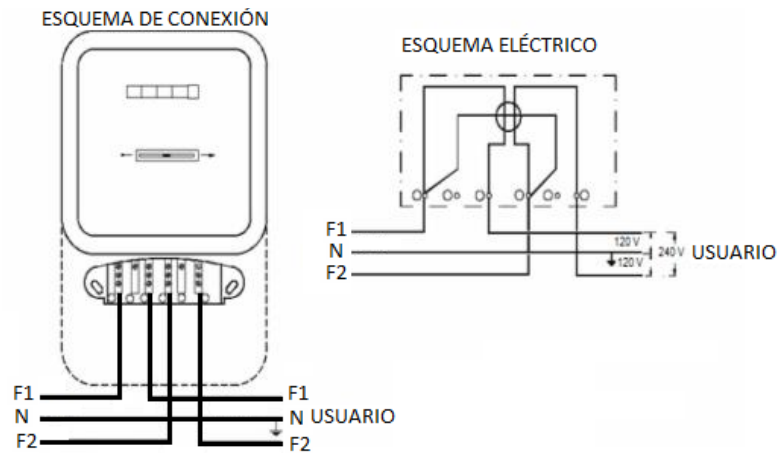 ESQUEMA DE CONEXIÓN
F1 F1
N N USUARIO
F2 F2
ESQUEMA ELÉCTRICO
F1
N 120 V 240 V USUARIO
F2 120 V